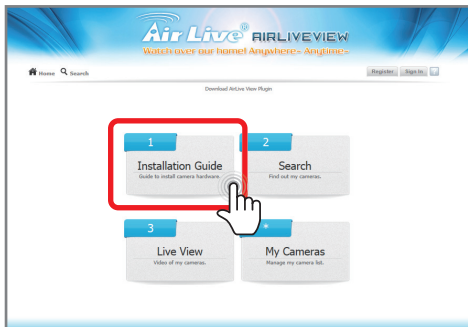 Air Live® AIRLIVEVIEW
Watch over our home! Anywhere~ Anytime~
Home Search Register Sign In
Download AirLive View Plugin
1 2
Installation Guide Search
Guide to install camera hardware. Find out my cameras.
3 *
Live View My Cameras
Video of my cameras. Manage my camera list.